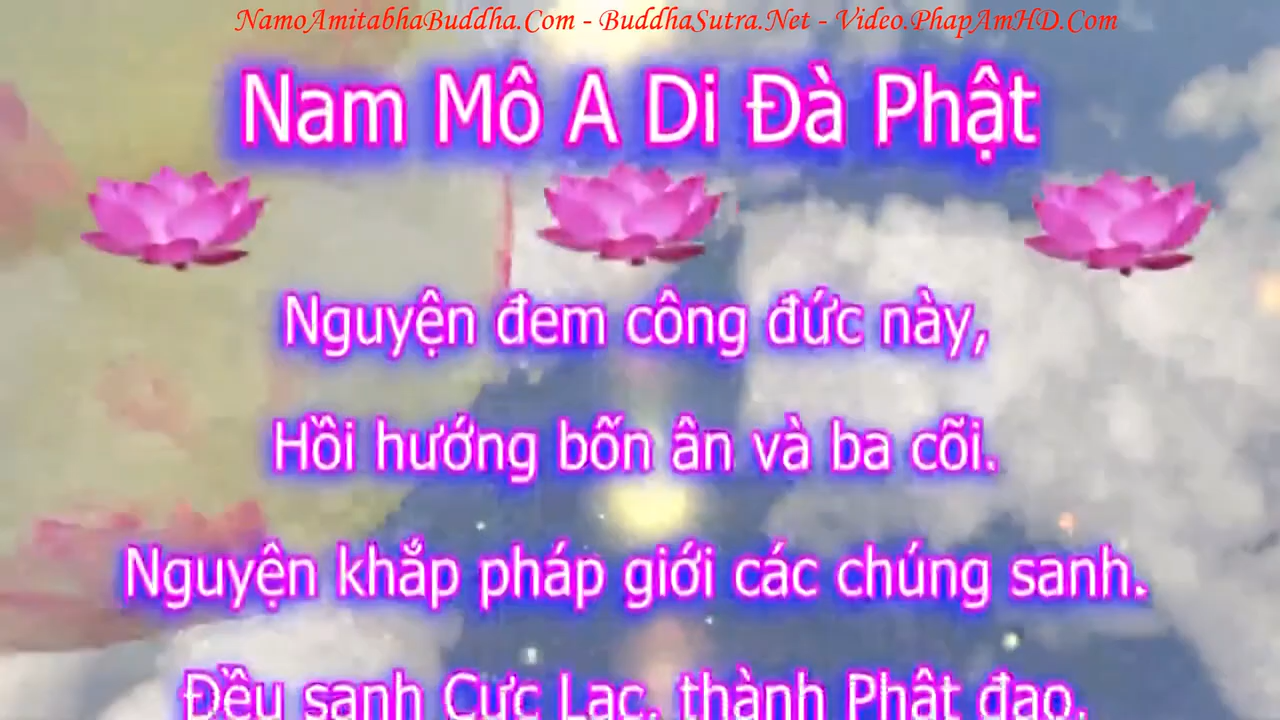 NamoAmitabhaBuddha.Com - BuddhaSutra.Net - Video.PhapAmHD.Com
Nam Mô A Di Đà Phật
Nguyện đem công đức này,
Hồi hướng bốn ân và ba cõi.
Nguyện khắp pháp giới các chúng sanh.
Đều sanh Cực Lạc, thành Phật đạo.